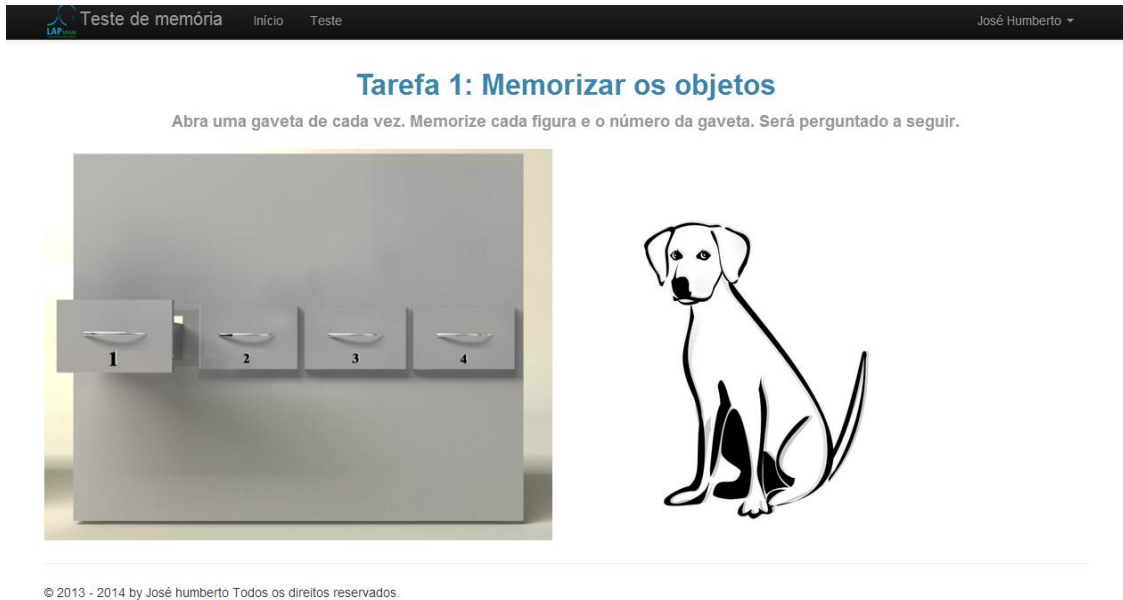 LAP
Teste de memória Início Teste José Humberto
Tarefa 1: Memorizar os objetos
Abra uma gaveta de cada vez. Memorize cada figura e o número da gaveta. Será perguntado a seguir.
1 2 3 4
© 2013 - 2014 by José humberto Todos os direitos reservados.